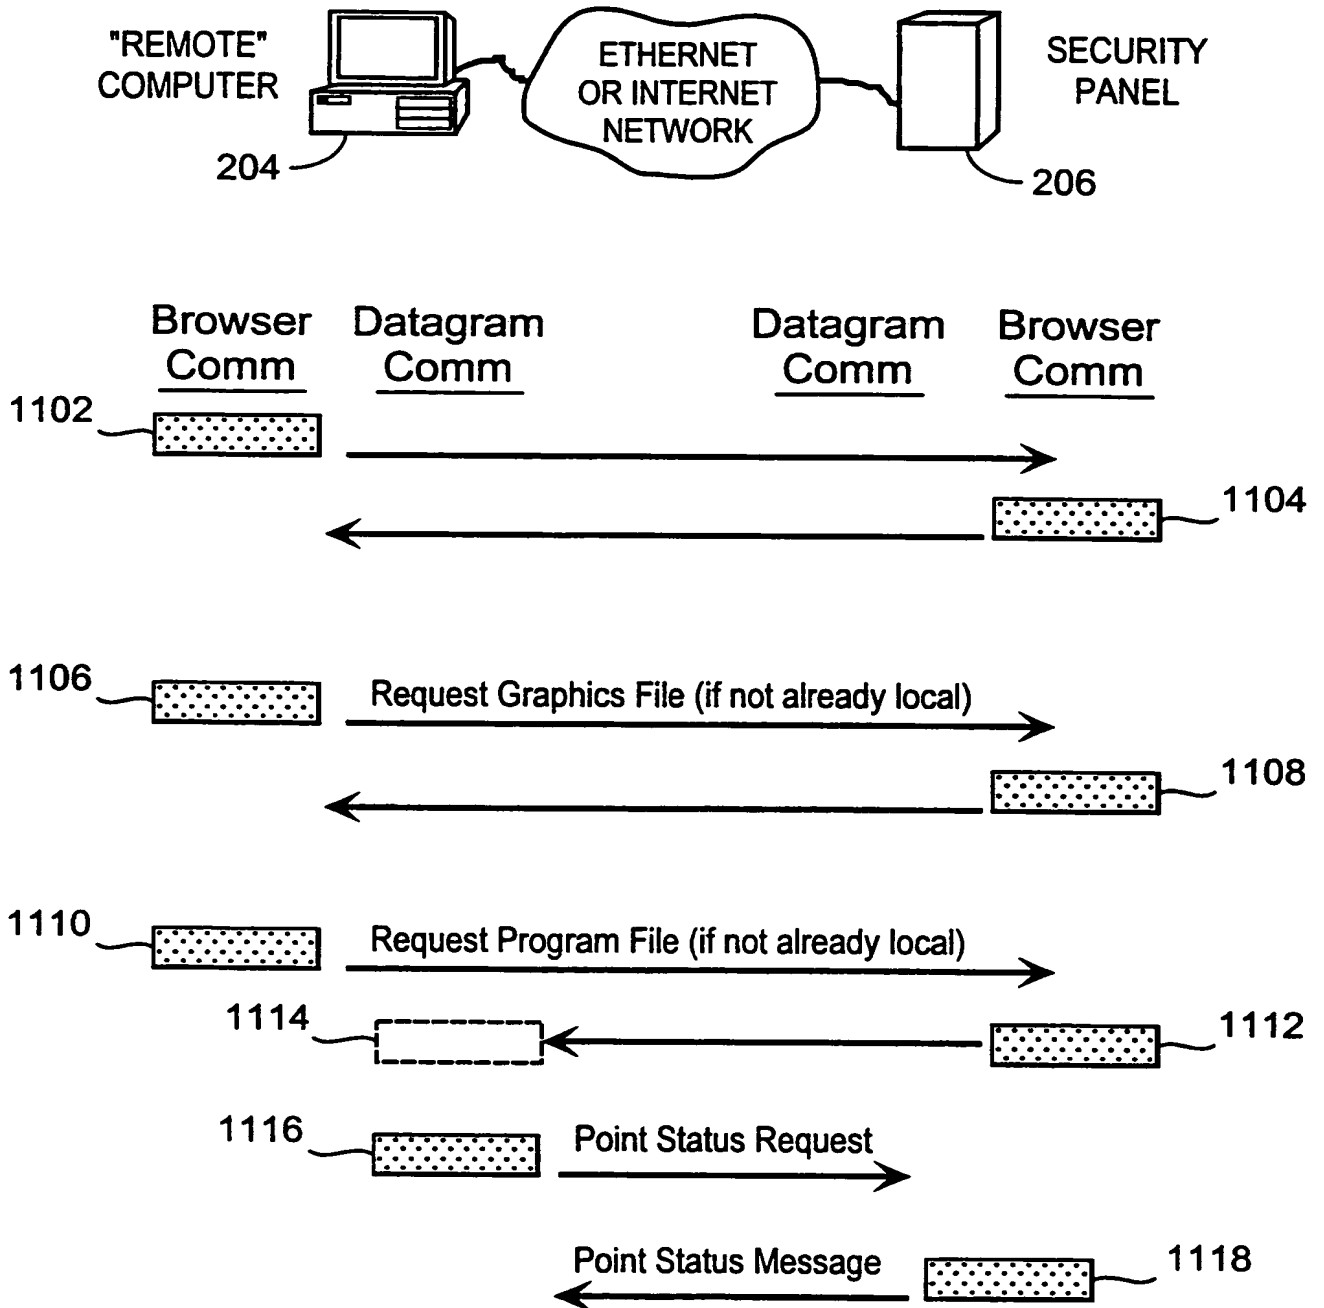 "REMOTE"
COMPUTER
ETHERNET
OR INTERNET
NETWORK
SECURITY
PANEL
204
206
Browser
Comm
Datagram
Comm
Datagram
Comm
Browser
Comm
1102
1104
1106
Request Graphics File (if not already local)
1108
1110
Request Program File (if not already local)
1114
1112
1116
Point Status Request
Point Status Message
1118